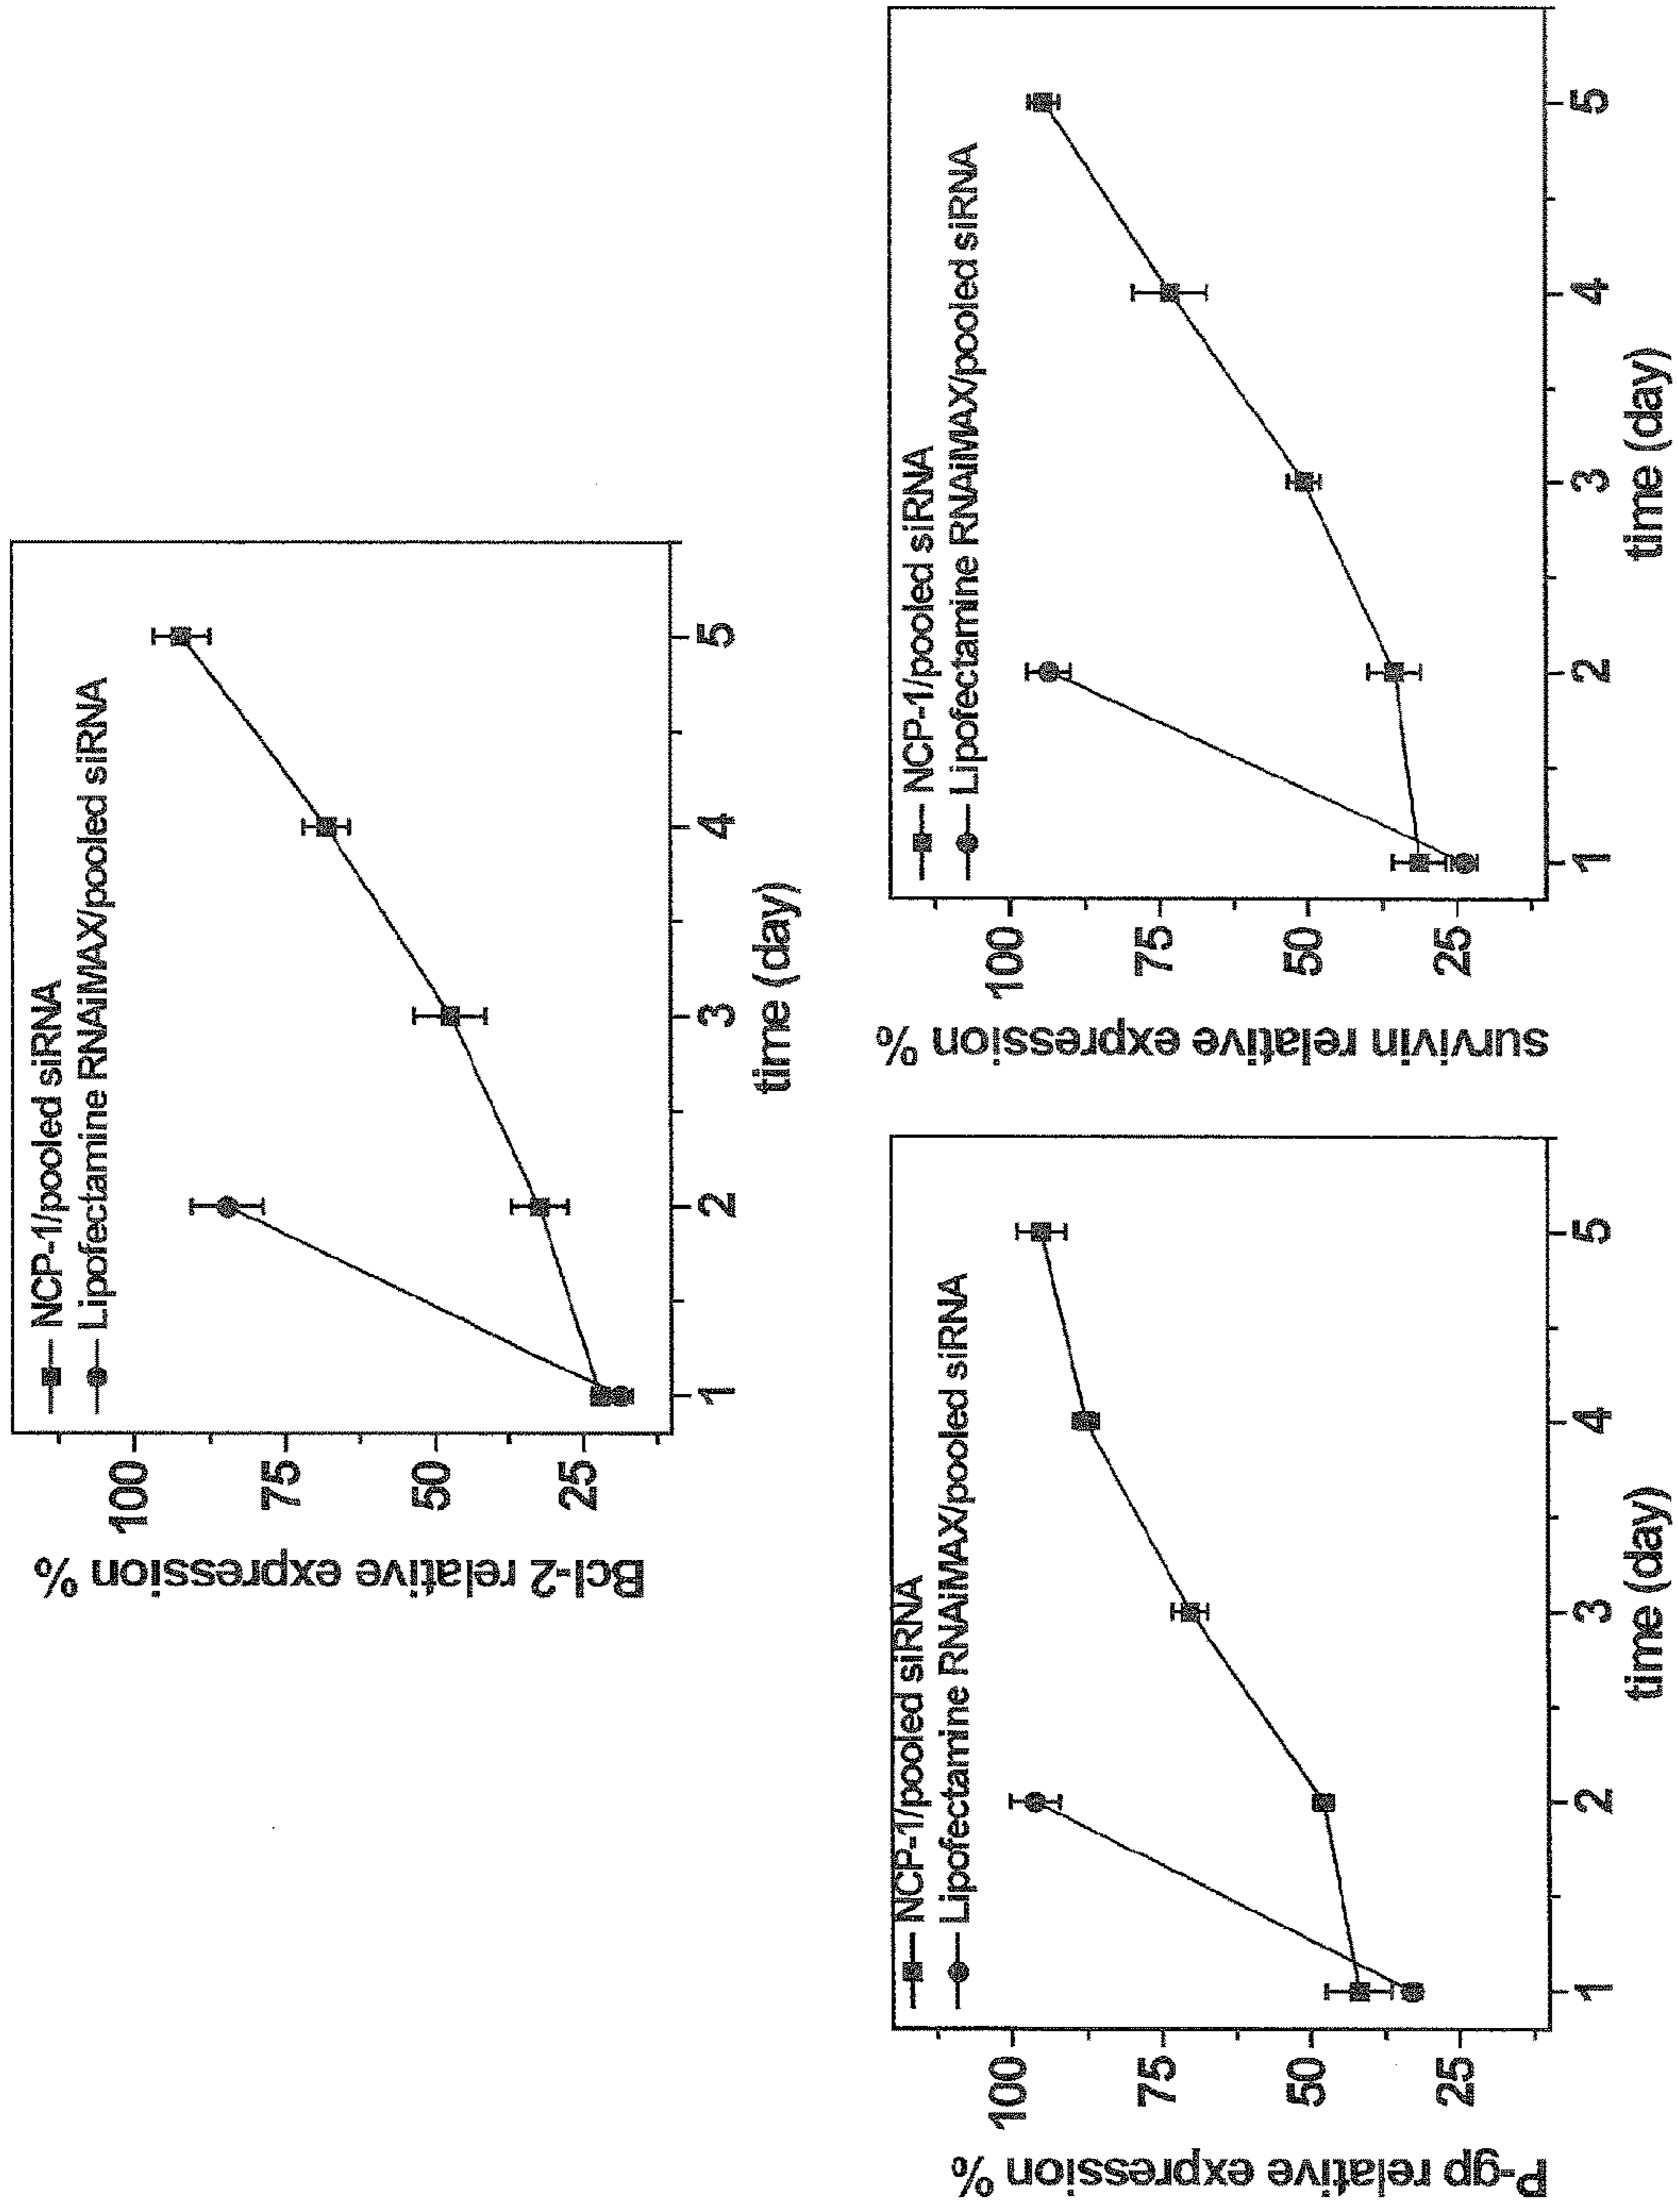 NCP-1/pooled siRNA
Lipofectamine RNAiMAX/pooled siRNA
Bcl-2 relative expression %
100
75
50
25
1 2 3 4 5
time (day)
NCP-1/pooled siRNA
Lipofectamine RNAiMAX/pooled siRNA
P-gp relative expression %
100
75
50
25
1 2 3 4 5
time (day)
NCP-1/pooled siRNA
Lipofectamine RNAiMAX/pooled siRNA
survivin relative expression %
100
75
50
25
1 2 3 4 5
time (day)